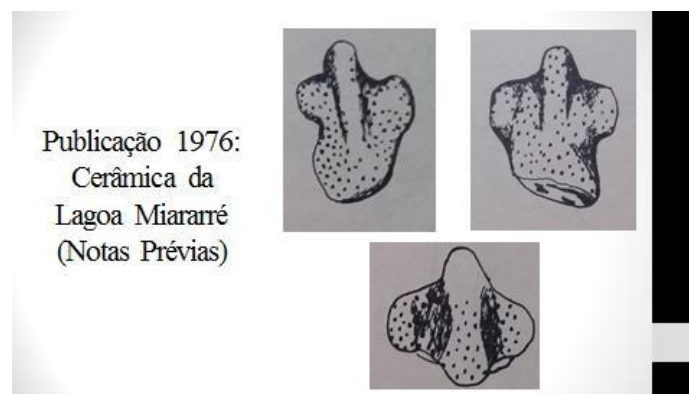 Publicação 1976:
Cerâmica da
Lagoa Miararré
(Notas Prévias)